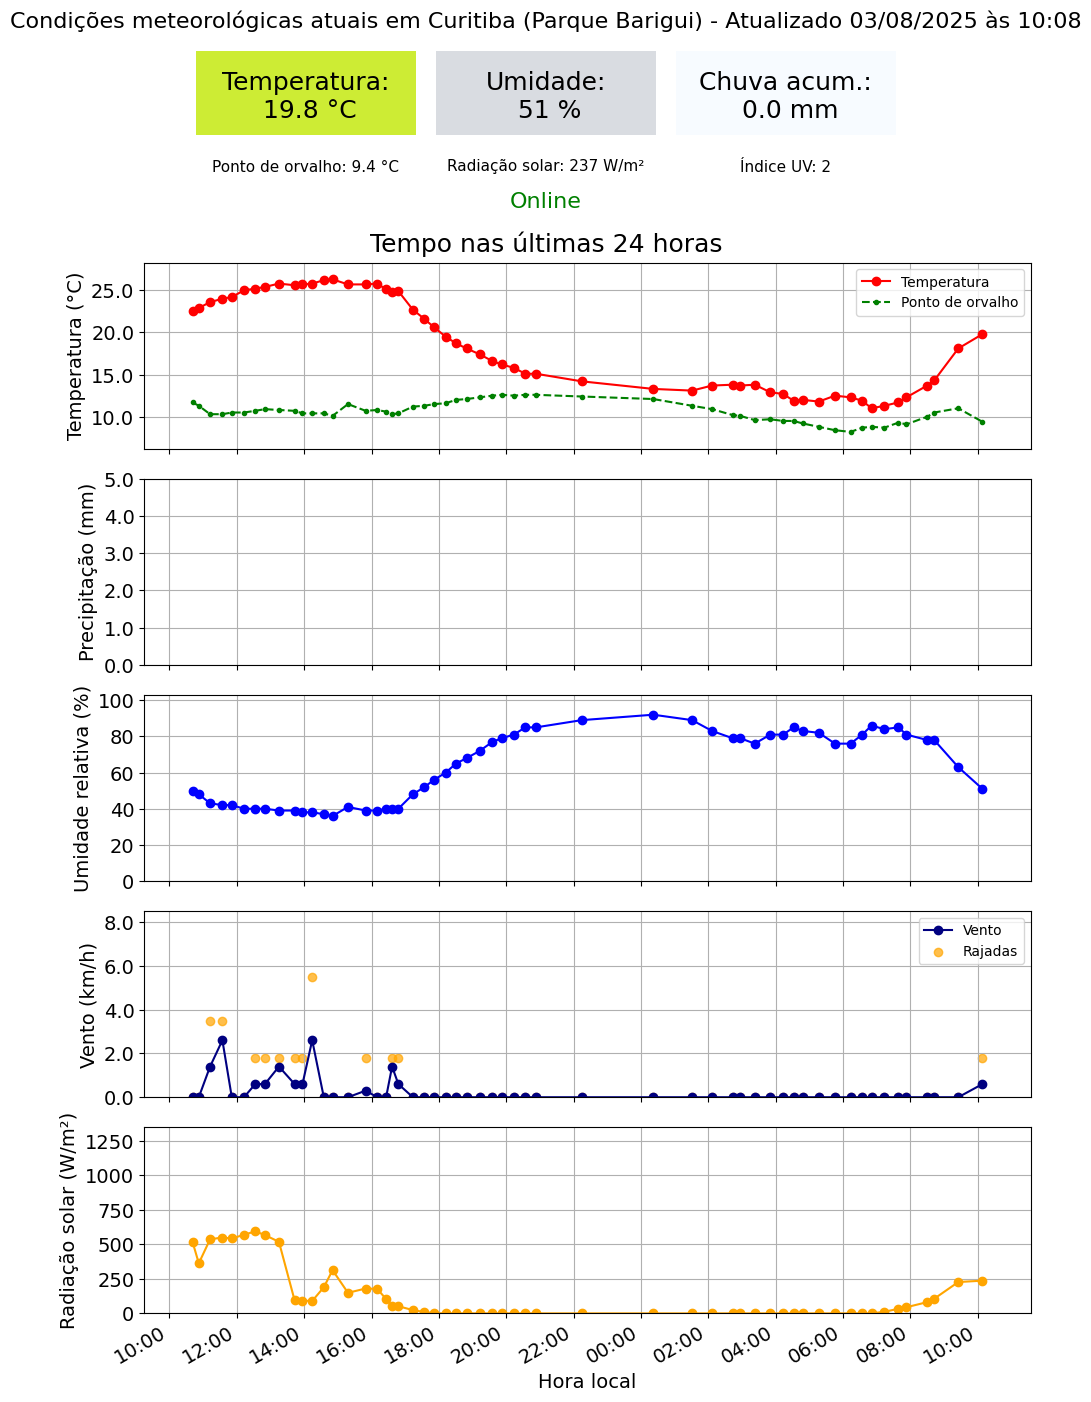 Condições meteorológicas atuais em Curitiba (Parque Barigui) - Atualizado 03/08/2025 às 10:08
Temperatura:
19.8 °C
Umidade:
51 %
Chuva acum.:
0.0 mm
Ponto de orvalho: 9.4 °C
Radiação solar: 237 W/m²
Índice UV: 2
Online
Tempo nas últimas 24 horas
Temperatura (°C)
25.0
20.0
15.0
10.0
Temperatura
Ponto de orvalho
Precipitação (mm)
5.0
4.0
3.0
2.0
1.0
0.0
Umidade relativa (%)
100
80
60
40
20
0
Vento (km/h)
8.0
6.0
4.0
2.0
0.0
Vento
Rajadas
Radiação solar (W/m²)
1250
1000
750
500
250
0
10:00
12:00
14:00
16:00
18:00
20:00
22:00
00:00
02:00
04:00
06:00
08:00
10:00
Hora local